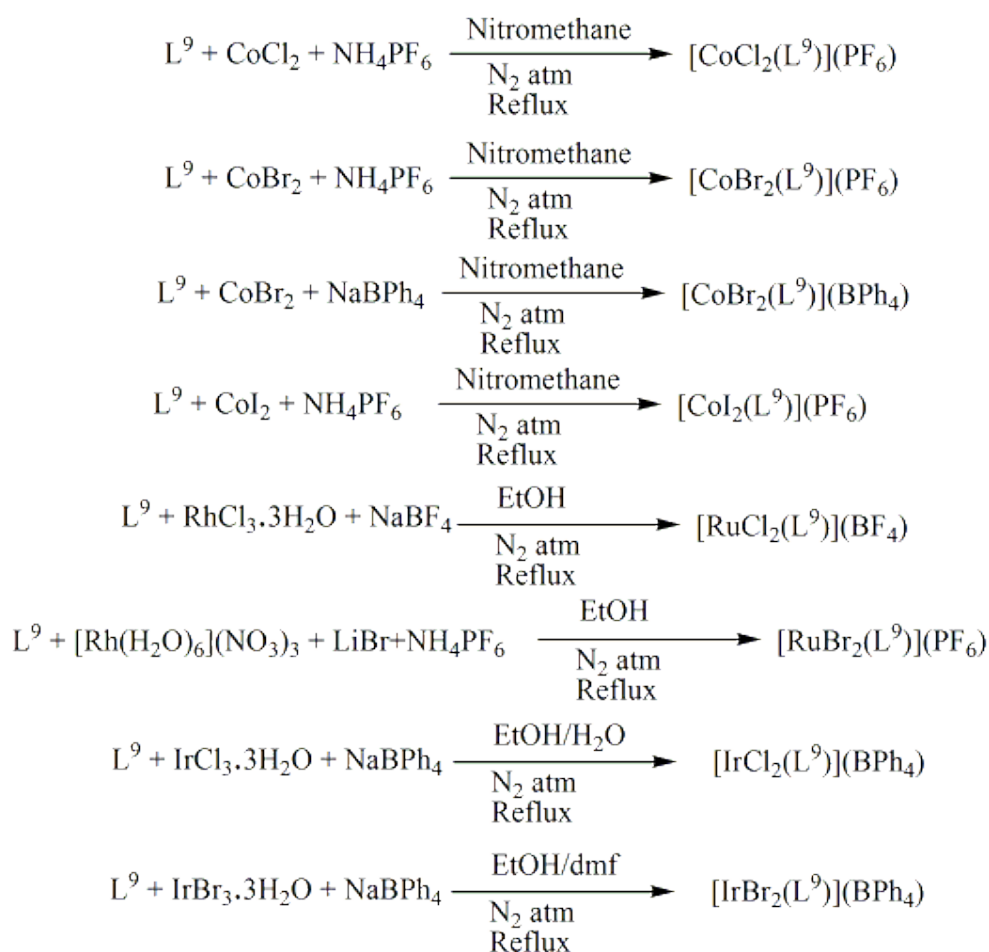 L⁹ + CoCl₂ + NH₄PF₆ Nitromethane [CoCl₂(L⁹)](PF₆)
N₂ atm
Reflux
L⁹ + CoBr₂ + NH₄PF₆ Nitromethane [CoBr₂(L⁹)](PF₆)
N₂ atm
Reflux
L⁹ + CoBr₂ + NaBPh₄ Nitromethane [CoBr₂(L⁹)](BPh₄)
N₂ atm
Reflux
L⁹ + CoI₂ + NH₄PF₆ Nitromethane [CoI₂(L⁹)](PF₆)
N₂ atm
Reflux
L⁹ + RhCl₃.3H₂O + NaBF₄ EtOH [RuCl₂(L⁹)](BF₄)
N₂ atm
Reflux
L⁹ + [Rh(H₂O)₆](NO₃)₃ + LiBr+NH₄PF₆ EtOH [RuBr₂(L⁹)](PF₆)
N₂ atm
Reflux
L⁹ + IrCl₃.3H₂O + NaBPh₄ EtOH/H₂O [IrCl₂(L⁹)](BPh₄)
N₂ atm
Reflux
L⁹ + IrBr₃.3H₂O + NaBPh₄ EtOH/dmf [IrBr₂(L⁹)](BPh₄)
N₂ atm
Reflux